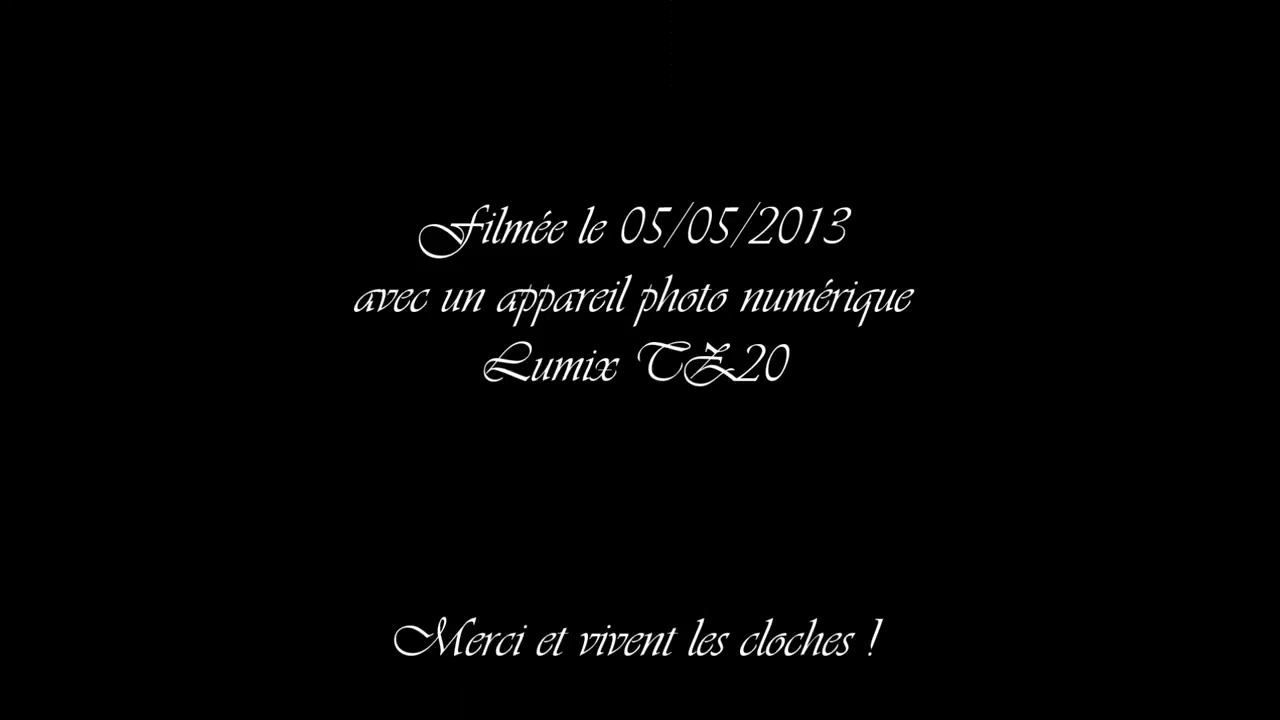 Filmée le 05/05/2013
avec un appareil photo numérique
Lumix TZ20
Merci et vivent les cloches !